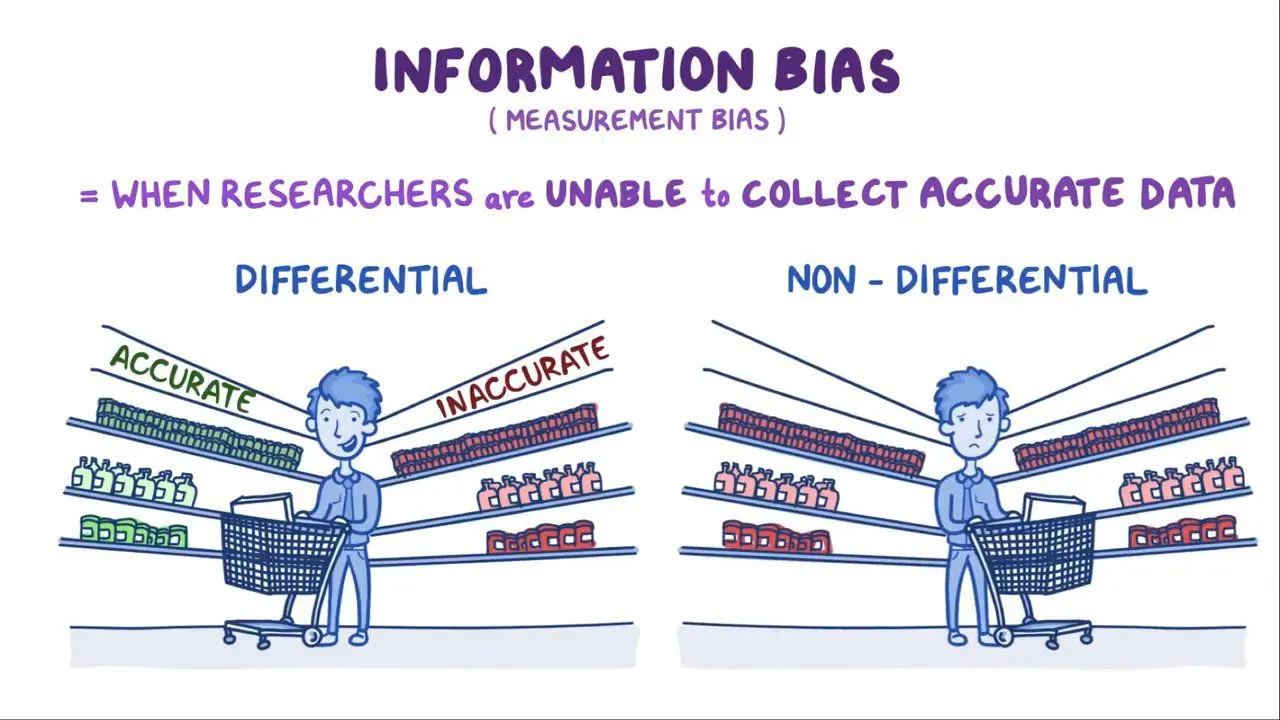 INFORMATION BIAS
( MEASUREMENT BIAS )
= WHEN RESEARCHERS are UNABLE to COLLECT ACCURATE DATA
DIFFERENTIAL
NON - DIFFERENTIAL
ACCURATE
INACCURATE